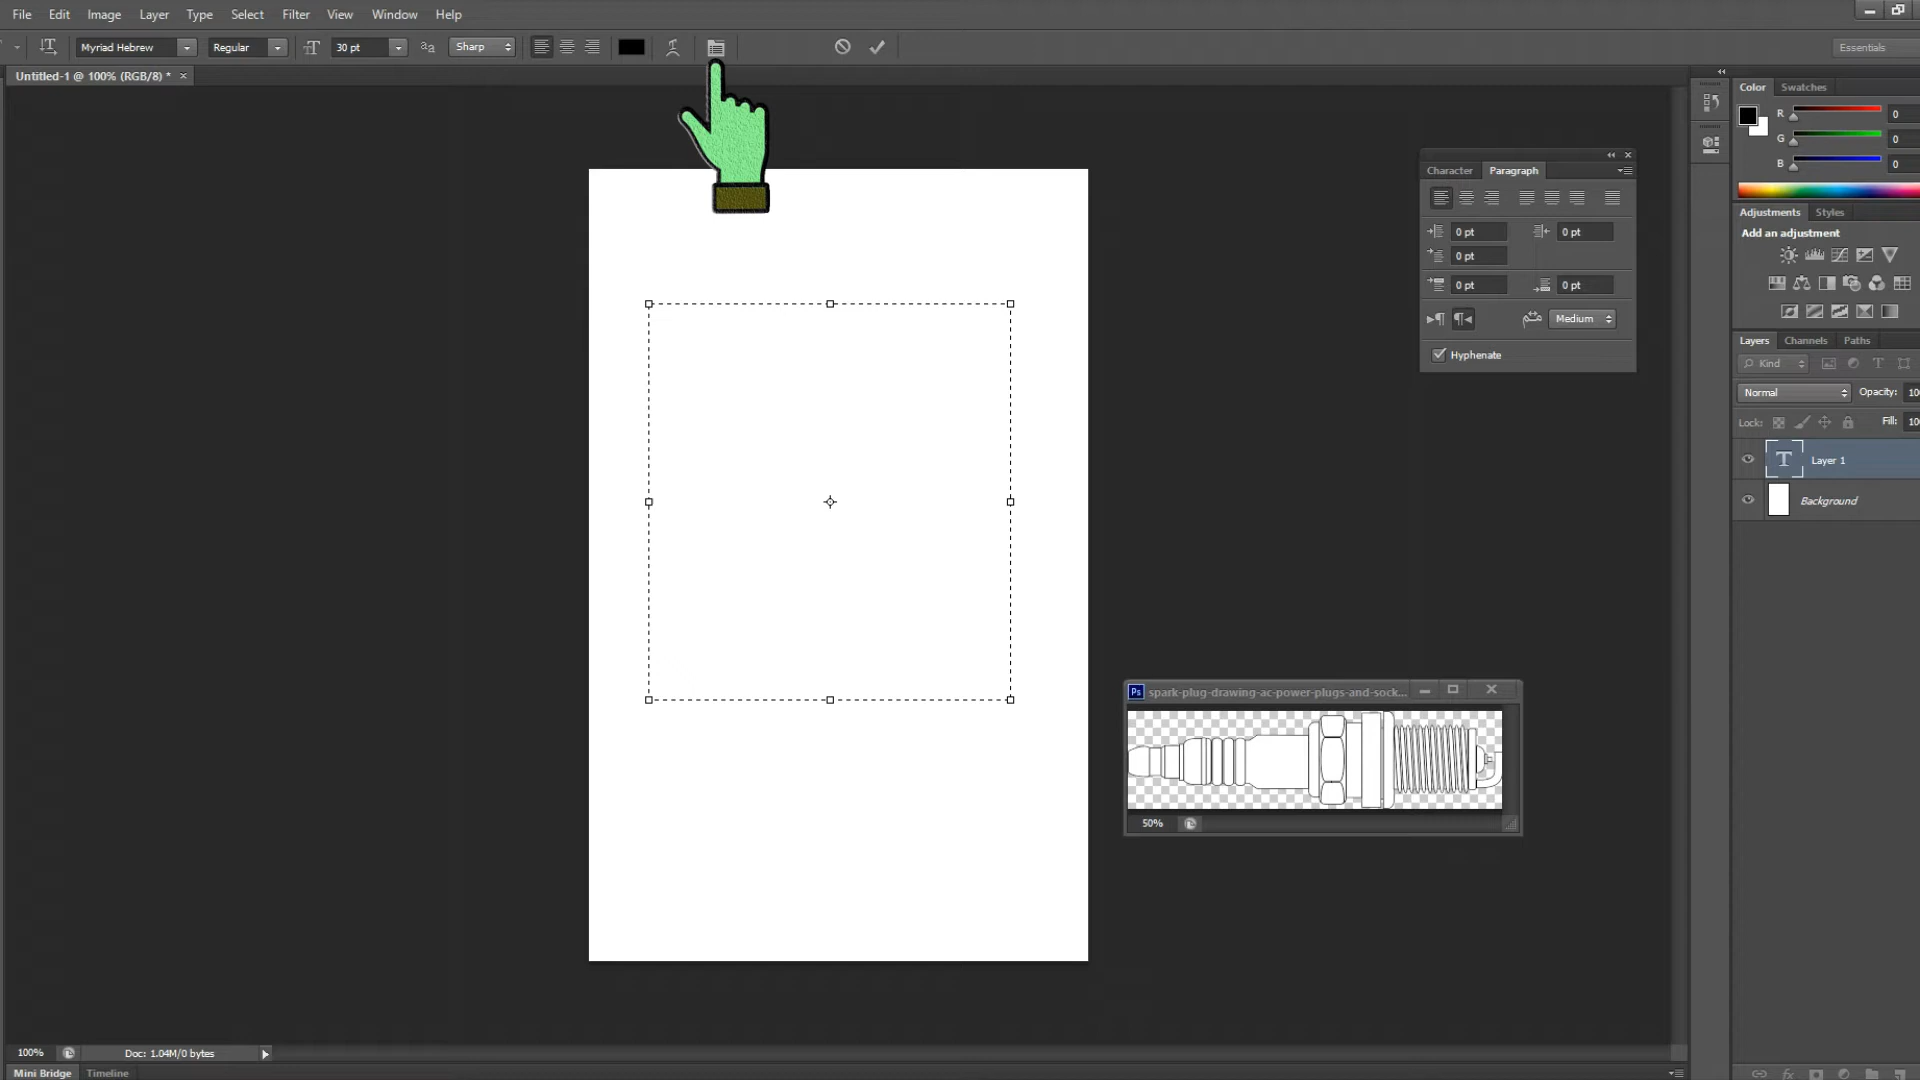 File Edit Image Layer Type Select Filter View Window Help
Myriad Hebrew Regular 30 pt Sharp Essentials
Untitled-1 @ 100% (RGB/8) *
Color Swatches
R 0
G 0
B 0
Character Paragraph
0 pt 0 pt
0 pt
0 pt 0 pt
Medium
Hyphenate
Adjustments Styles
Add an adjustment
Layers Channels Paths
Kind
Normal Opacity: 100
Lock: Fill: 100
T Layer 1
Background
Ps spark-plug-drawing-ac-power-plugs-and-sock...
50%
100% Doc: 1.04M/0 bytes
Mini Bridge Timeline